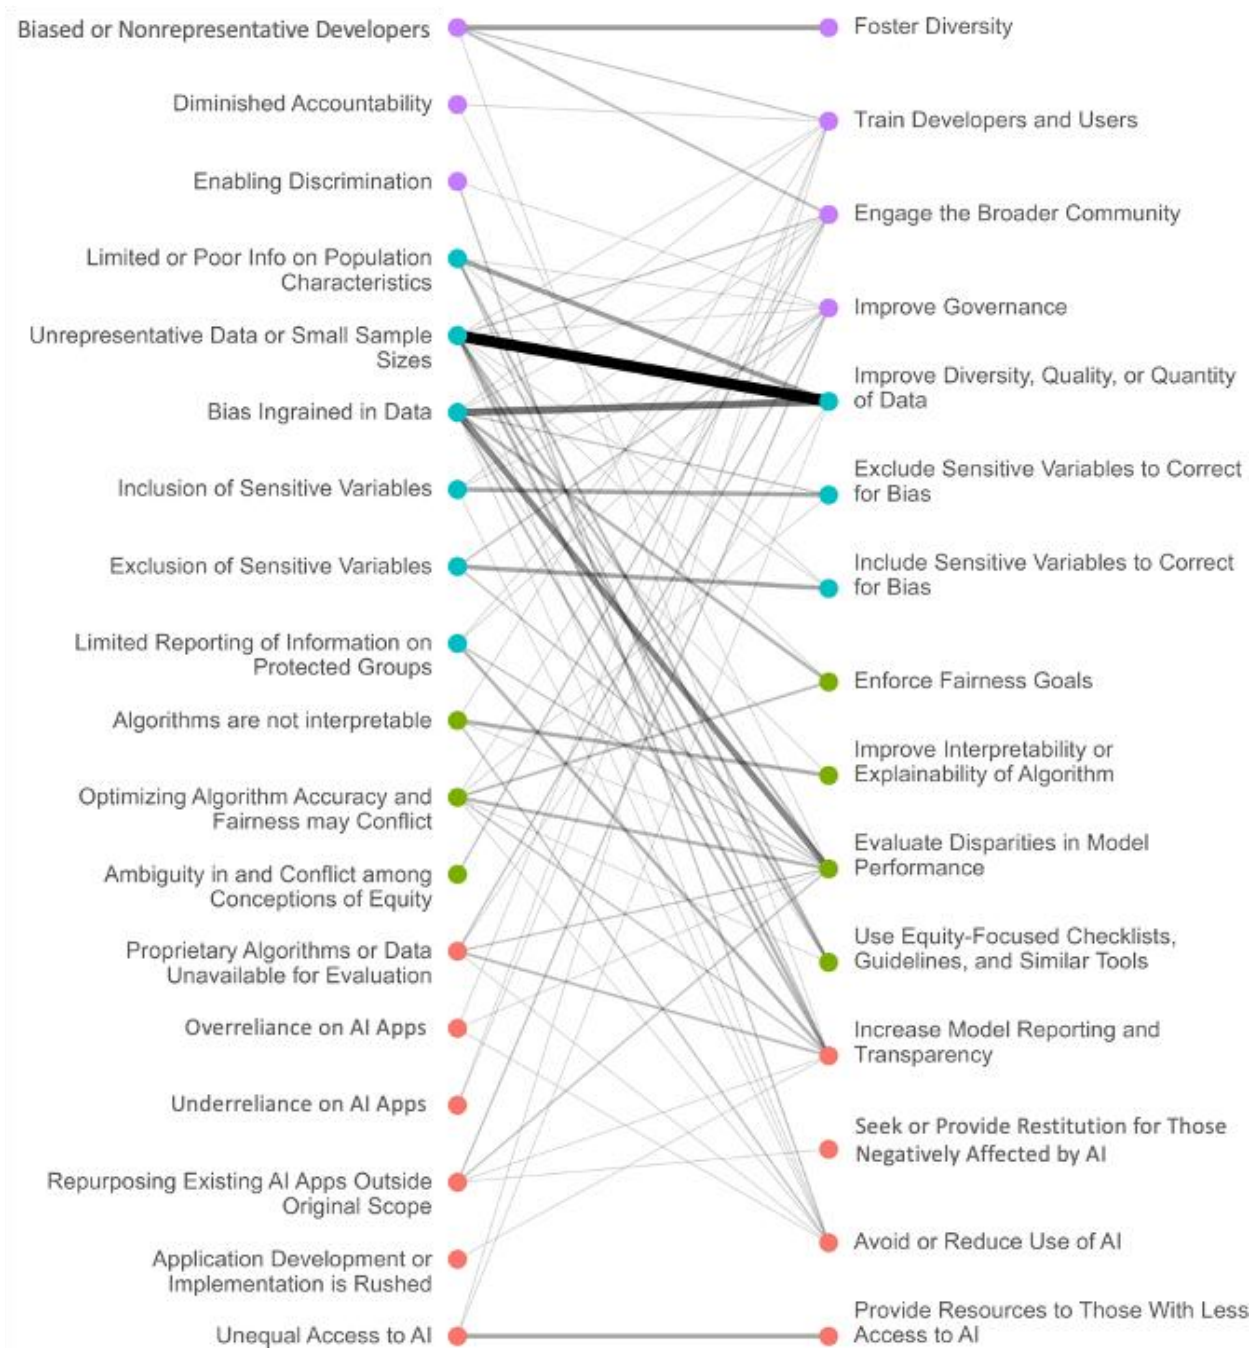 Biased or Nonrepresentative Developers
Diminished Accountability
Enabling Discrimination
Limited or Poor Info on Population
Characteristics
Unrepresentative Data or Small Sample
Sizes
Bias Ingrained in Data
Inclusion of Sensitive Variables
Exclusion of Sensitive Variables
Limited Reporting of Information on
Protected Groups
Algorithms are not interpretable
Optimizing Algorithm Accuracy and
Fairness may Conflict
Ambiguity in and Conflict among
Conceptions of Equity
Proprietary Algorithms or Data
Unavailable for Evaluation
Overreliance on AI Apps
Underreliance on AI Apps
Repurposing Existing AI Apps Outside
Original Scope
Application Development or
Implementation is Rushed
Unequal Access to AI
Foster Diversity
Train Developers and Users
Engage the Broader Community
Improve Governance
Improve Diversity, Quality, or Quantity
of Data
Exclude Sensitive Variables to Correct
for Bias
Include Sensitive Variables to Correct
for Bias
Enforce Fairness Goals
Improve Interpretability or
Explainability of Algorithm
Evaluate Disparities in Model
Performance
Use Equity-Focused Checklists,
Guidelines, and Similar Tools
Increase Model Reporting and
Transparency
Seek or Provide Restitution for Those
Negatively Affected by AI
Avoid or Reduce Use of AI
Provide Resources to Those With Less
Access to AI